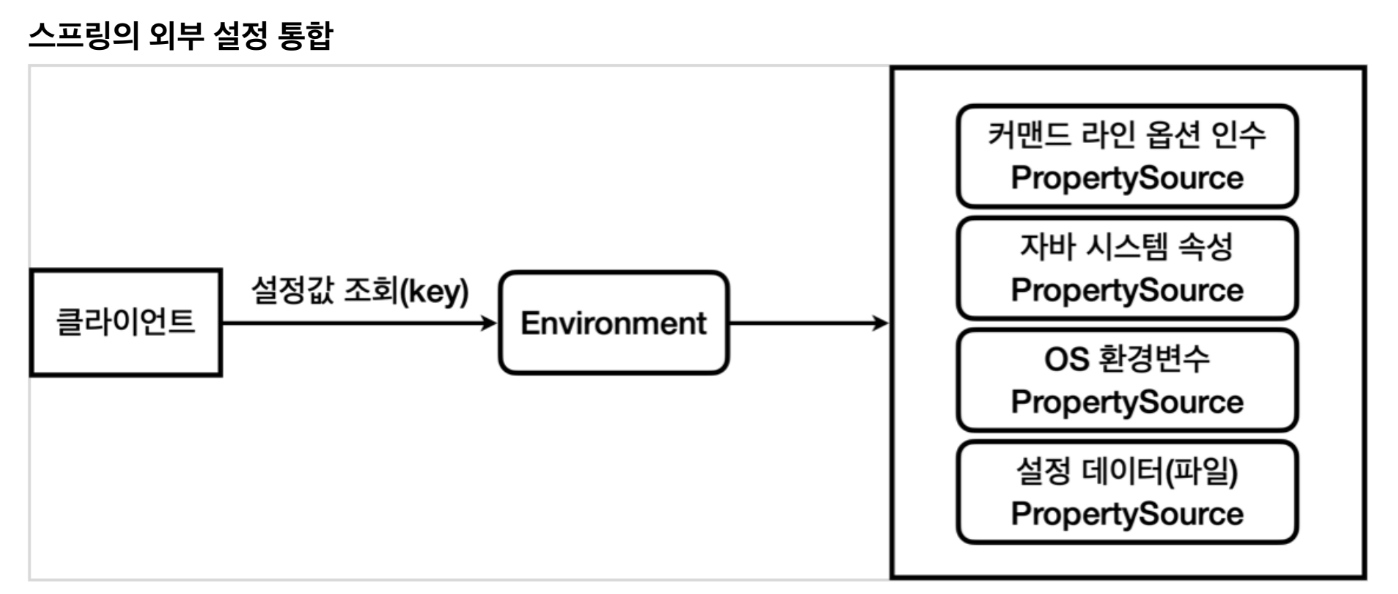 스프링의 외부 설정 통합
클라이언트
설정값 조회(key)
Environment
커맨드 라인 옵션 인수
PropertySource
자바 시스템 속성
PropertySource
OS 환경변수
PropertySource
설정 데이터(파일)
PropertySource